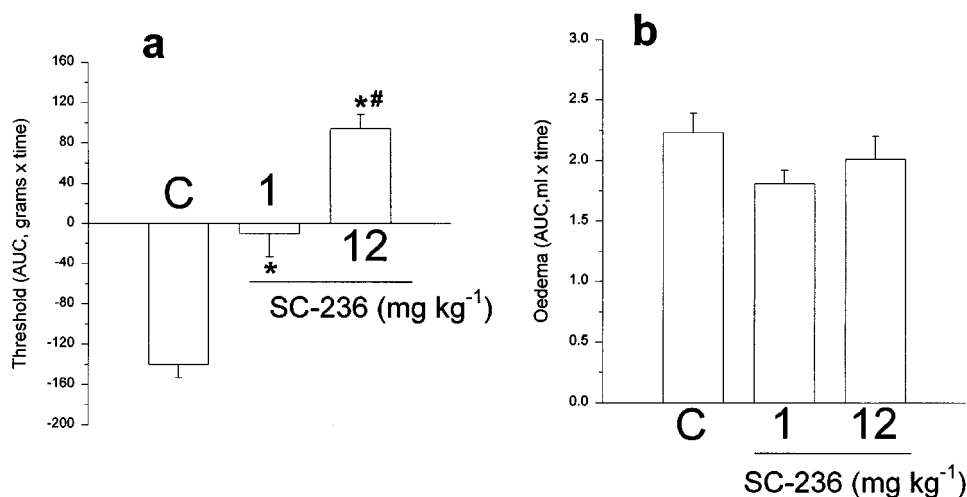 a
Threshold (AUC, grams x time)
160
120
80
40
0
-40
-80
-120
-160
-200
C
1
*
*#
12
SC-236 (mg kg⁻¹)
b
Oedema (AUC,ml x time)
3.0
2.5
2.0
1.5
1.0
0.5
0.0
C
1
12
SC-236 (mg kg⁻¹)